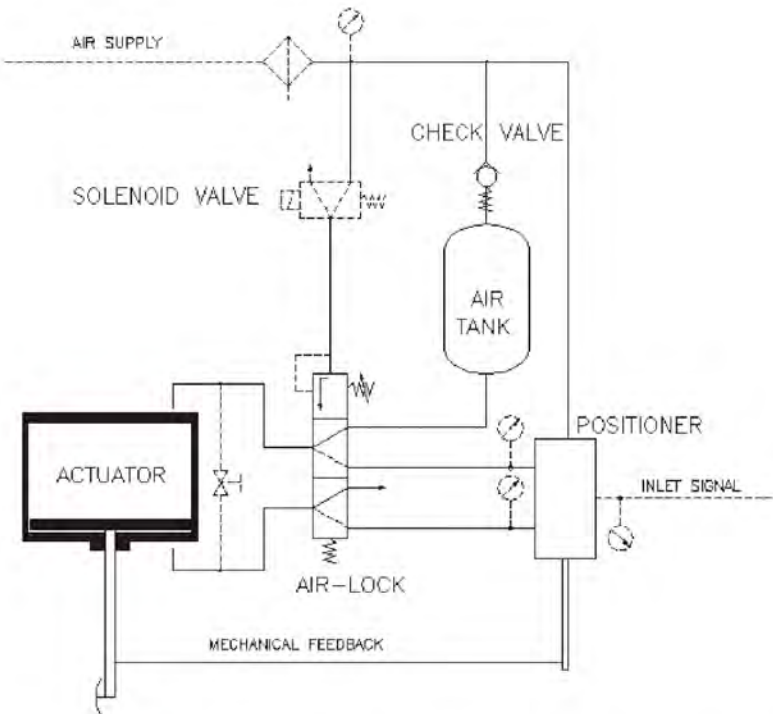 AIR SUPPLY
CHECK VALVE
SOLENOID VALVE
AIR
TANK
POSITIONER
ACTUATOR
INLET SIGNAL
AIR-LOCK
MECHANICAL FEEDBACK